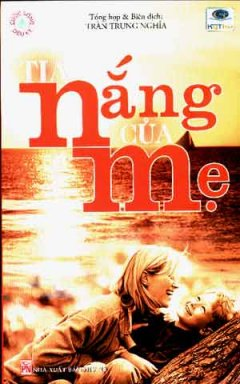 Tổng hợp & Biên dịch:
TRẦN TRUNG NGHĨA
TIA
nắng
CỦA
mẹ